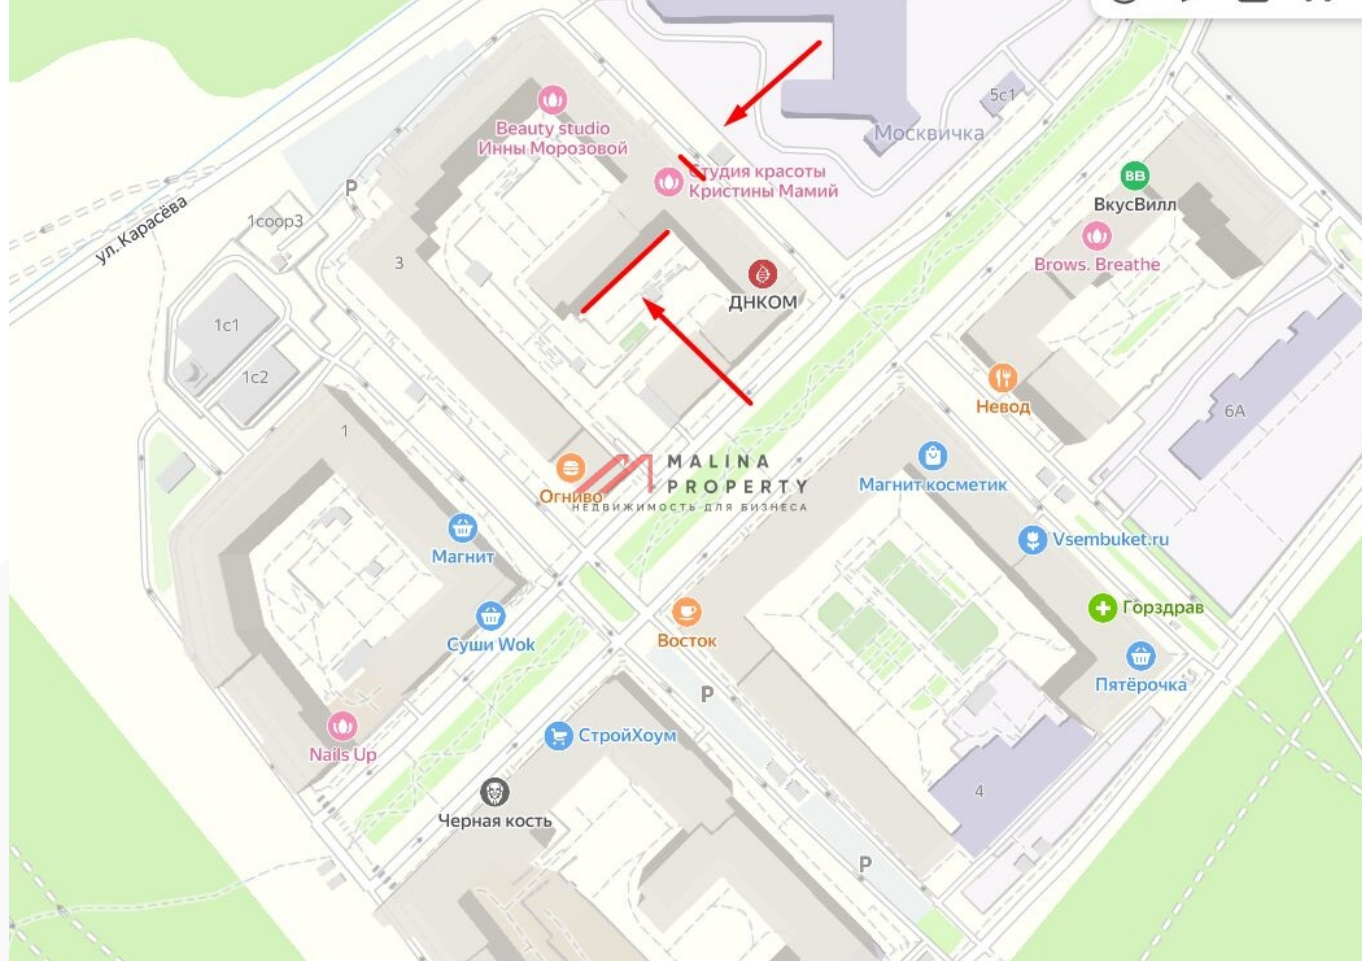 5с1
Москвичка
Beauty studio
Инны Морозовой
Студия красоты
Кристины Мамий
BB
ВкусВилл
Brows. Breathe
P
ул. Карасёва
1соор3
3
ДНКОМ
1с1
1с2
Невод
6А
1
Магнит косметик
Огниво
MALINA
PROPERTY
НЕДВИЖИМОСТЬ ДЛЯ БИЗНЕСА
Магнит
Vsembuket.ru
Горздрав
Суши Wok
Восток
Пятёрочка
P
Nails Up
СтройХоум
4
Черная кость
P